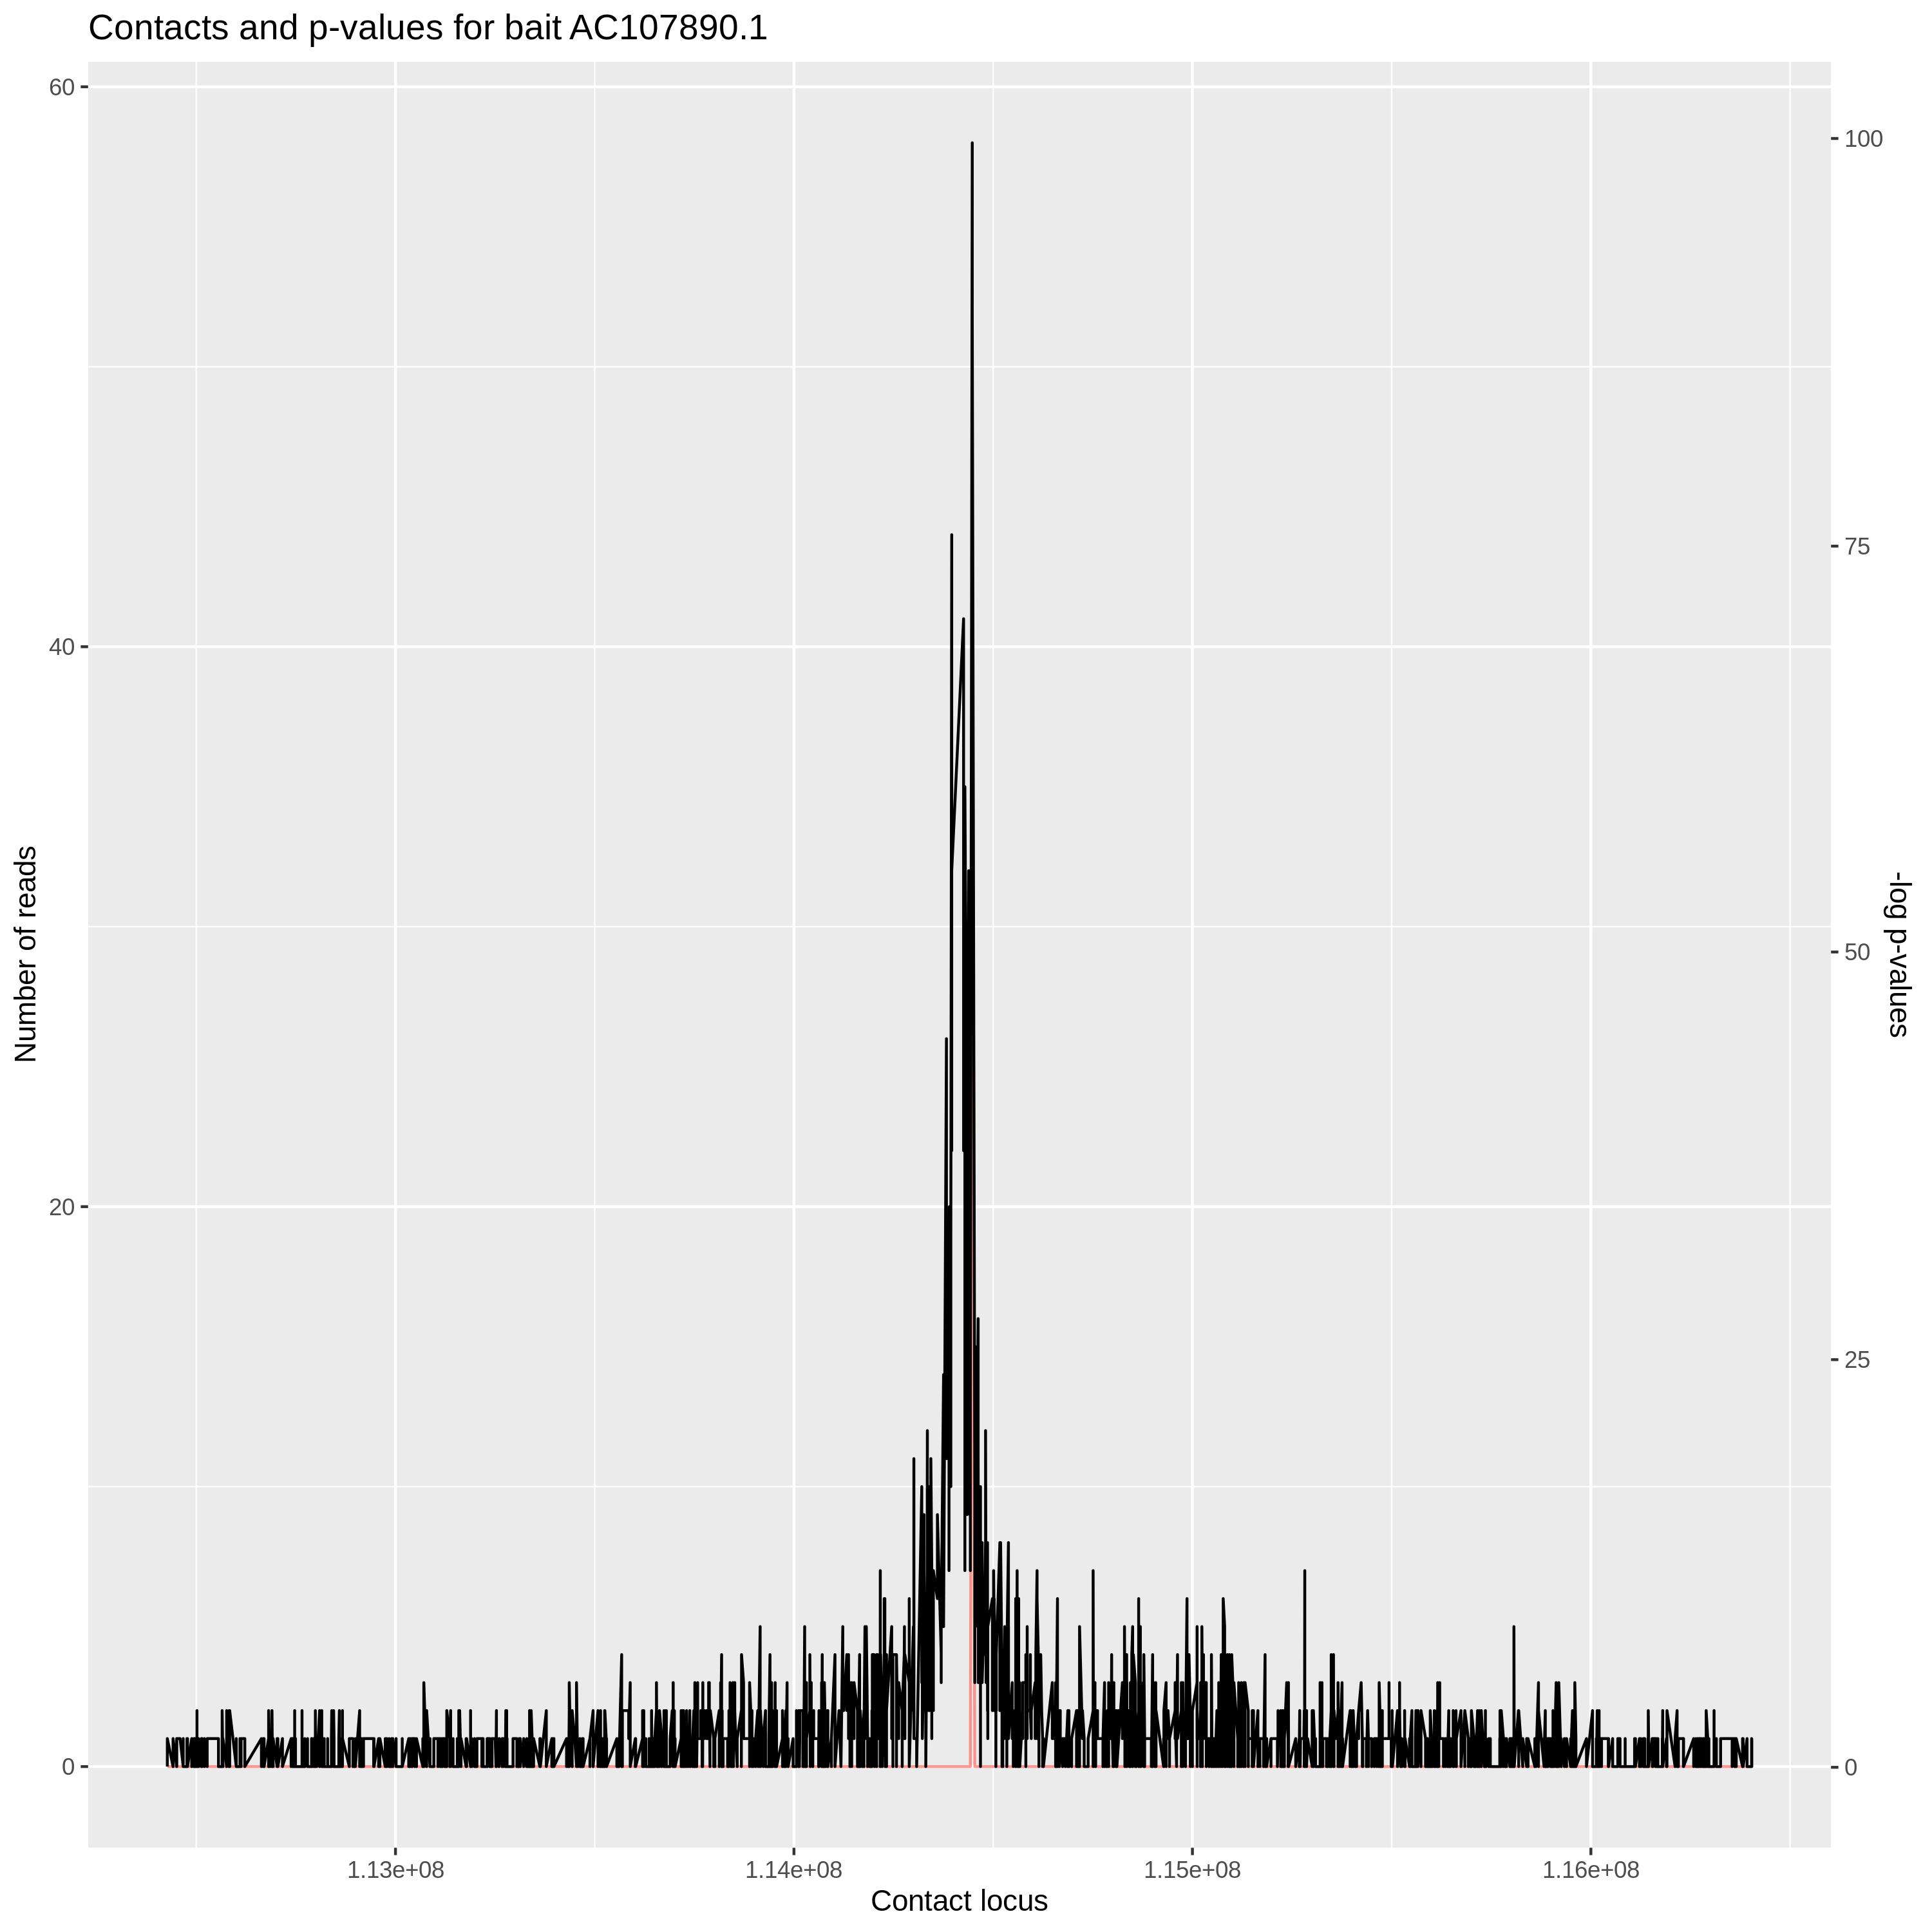 Contacts and p-values for bait AC107890.1
60
40
20
0
Number of reads
100
75
50
25
0
-log p-values
1.13e+08
1.14e+08
1.15e+08
1.16e+08
Contact locus